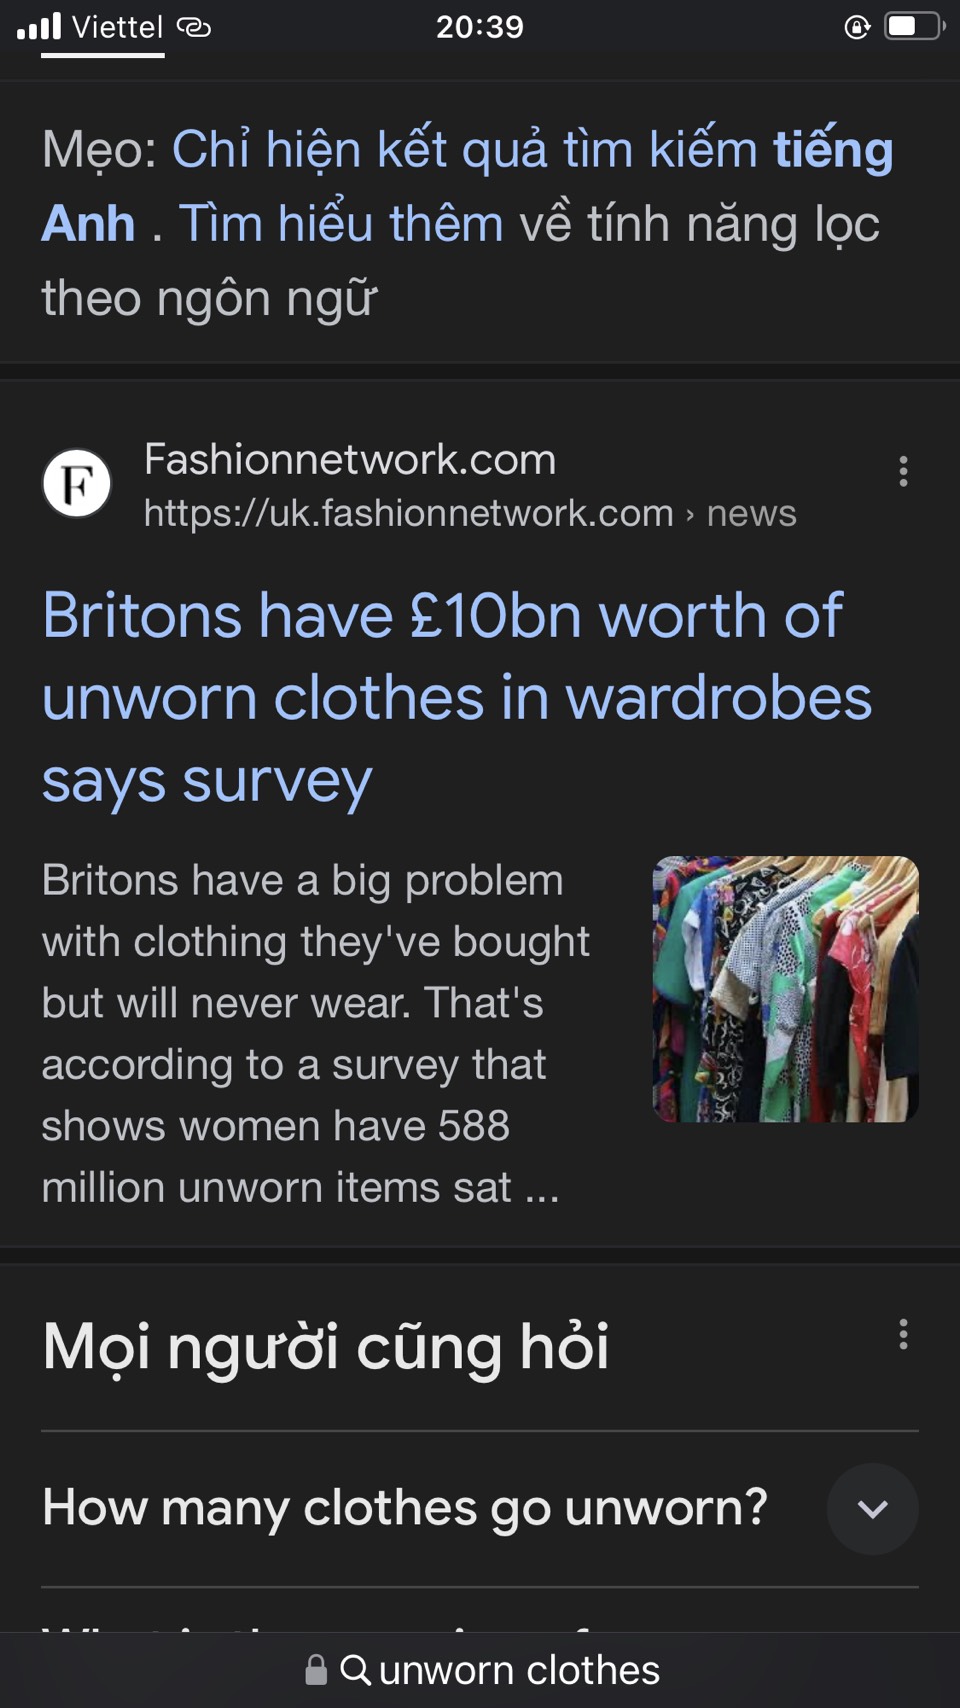 Viettel 20:39
Mẹo: Chỉ hiện kết quả tìm kiếm tiếng
Anh . Tìm hiểu thêm về tính năng lọc
theo ngôn ngữ
F
Fashionnetwork.com
https://uk.fashionnetwork.com › news
Britons have £10bn worth of
unworn clothes in wardrobes
says survey
Britons have a big problem
with clothing they've bought
but will never wear. That's
according to a survey that
shows women have 588
million unworn items sat ...
Mọi người cũng hỏi
How many clothes go unworn?
unworn clothes